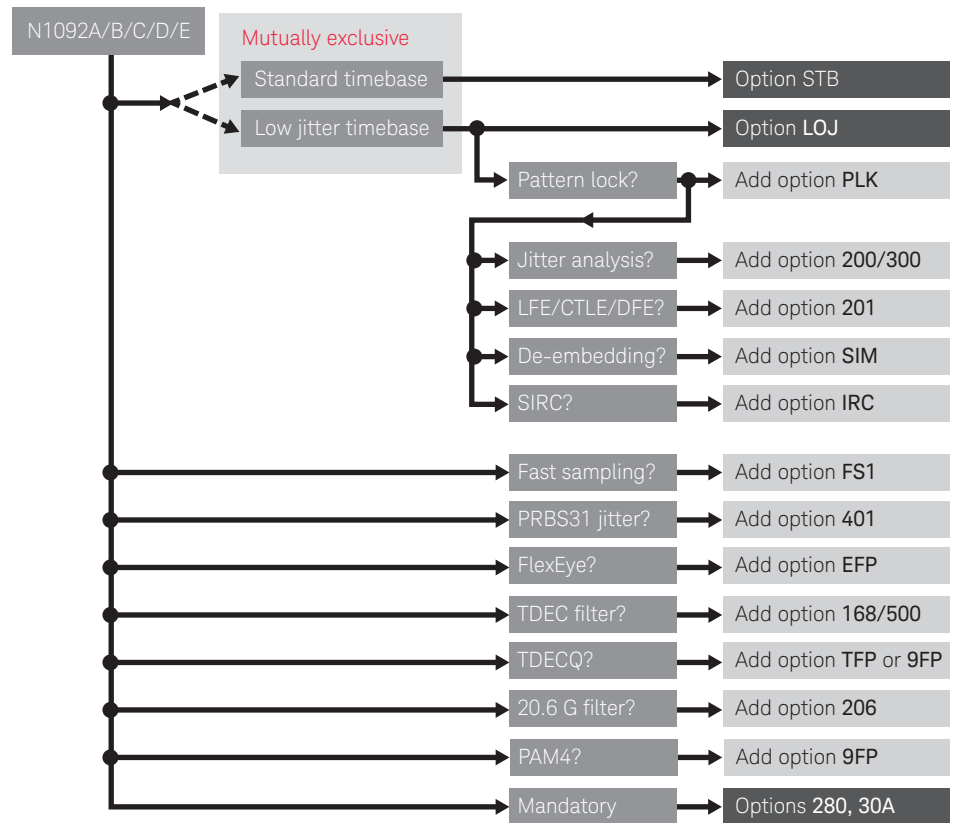 N1092A/B/C/D/E
Mutually exclusive
Standard timebase
Option STB
Low jitter timebase
Option LOJ
Pattern lock?
Add option PLK
Jitter analysis?
Add option 200/300
LFE/CTLE/DFE?
Add option 201
De-embedding?
Add option SIM
SIRC?
Add option IRC
Fast sampling?
Add option FS1
PRBS31 jitter?
Add option 401
FlexEye?
Add option EFP
TDEC filter?
Add option 168/500
TDECQ?
Add option TFP or 9FP
20.6 G filter?
Add option 206
PAM4?
Add option 9FP
Mandatory
Options 280, 30A